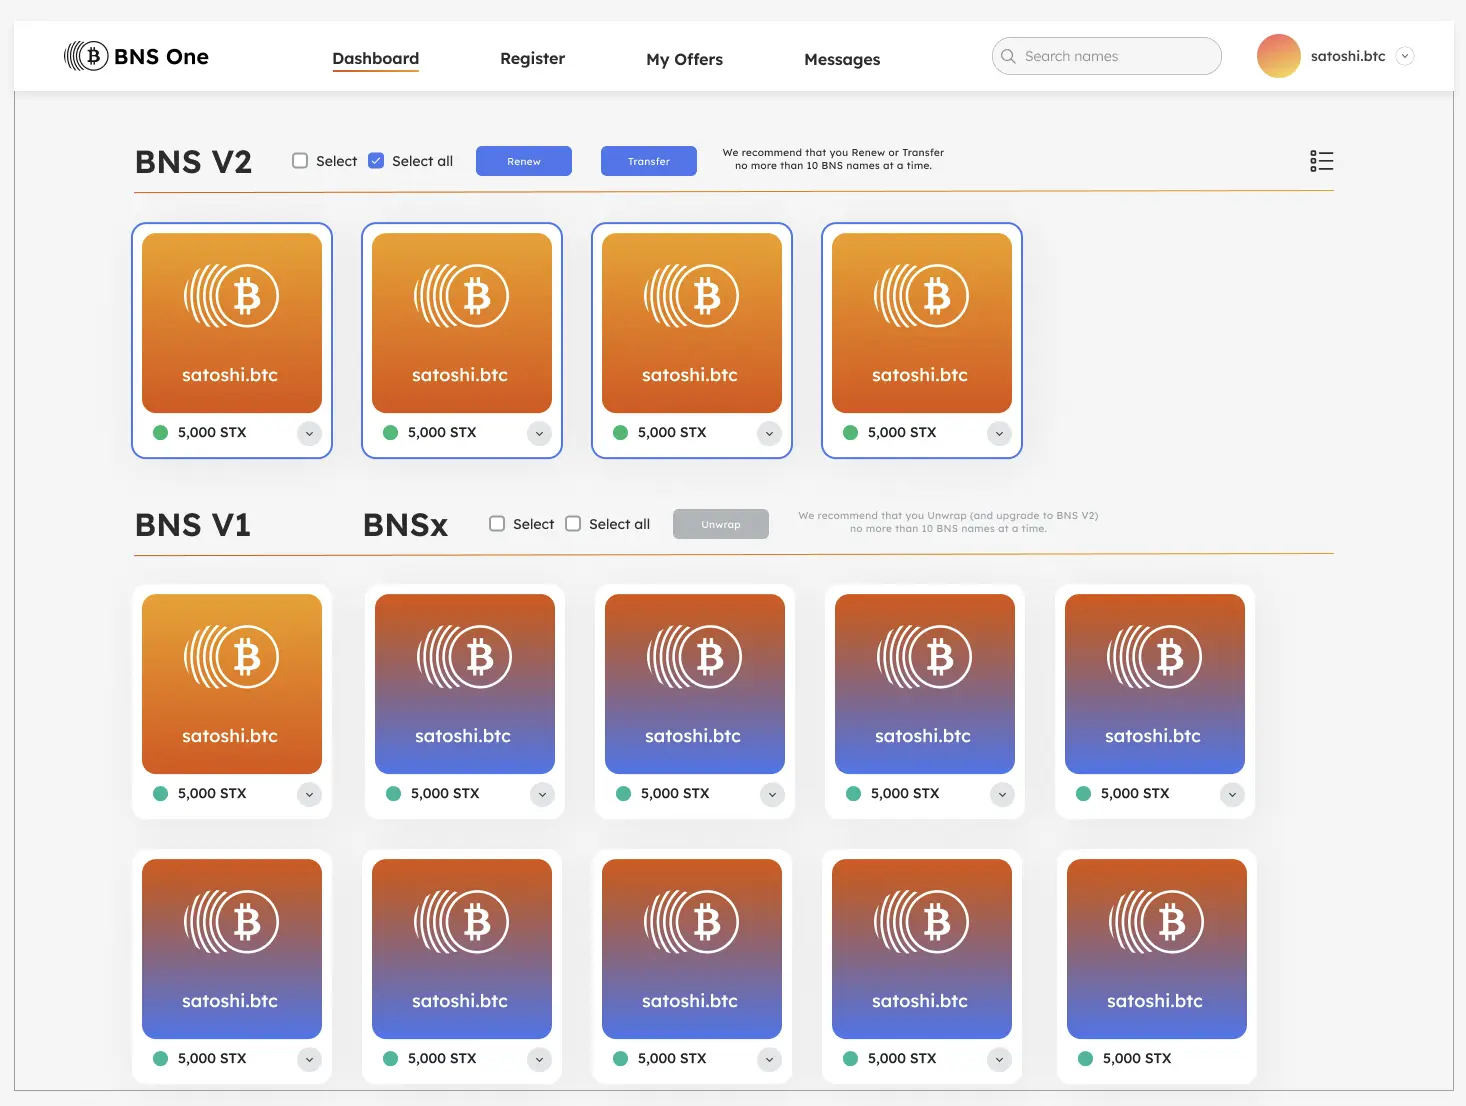 BNS One
Dashboard
Register
My Offers
Messages
Search names
satoshi.btc
BNS V2
Select
Select all
Renew
Transfer
We recommend that you Renew or Transfer
no more than 10 BNS names at a time.
satoshi.btc
satoshi.btc
satoshi.btc
satoshi.btc
5,000 STX
5,000 STX
5,000 STX
5,000 STX
BNS V1
BNSx
Select
Select all
Unwrap
We recommend that you Unwrap (and upgrade to BNS V2)
no more than 10 BNS names at a time.
satoshi.btc
satoshi.btc
satoshi.btc
satoshi.btc
satoshi.btc
5,000 STX
5,000 STX
5,000 STX
5,000 STX
5,000 STX
satoshi.btc
satoshi.btc
satoshi.btc
satoshi.btc
satoshi.btc
5,000 STX
5,000 STX
5,000 STX
5,000 STX
5,000 STX